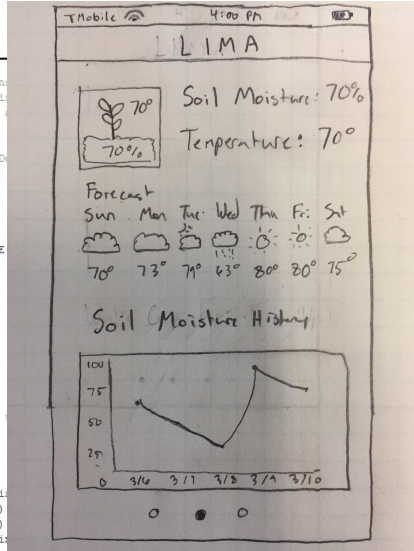 TMobile 4:00 PM
LIMA
70°
70%
Soil Moisture: 70%
Temperature: 70°
Forecast
Sun Mon Tue Wed Thu Fri Sat
70° 73° 79° 63° 80° 80° 75°
Soil Moisture History
100
75
50
25
0 3/6 3/7 3/8 3/9 3/10